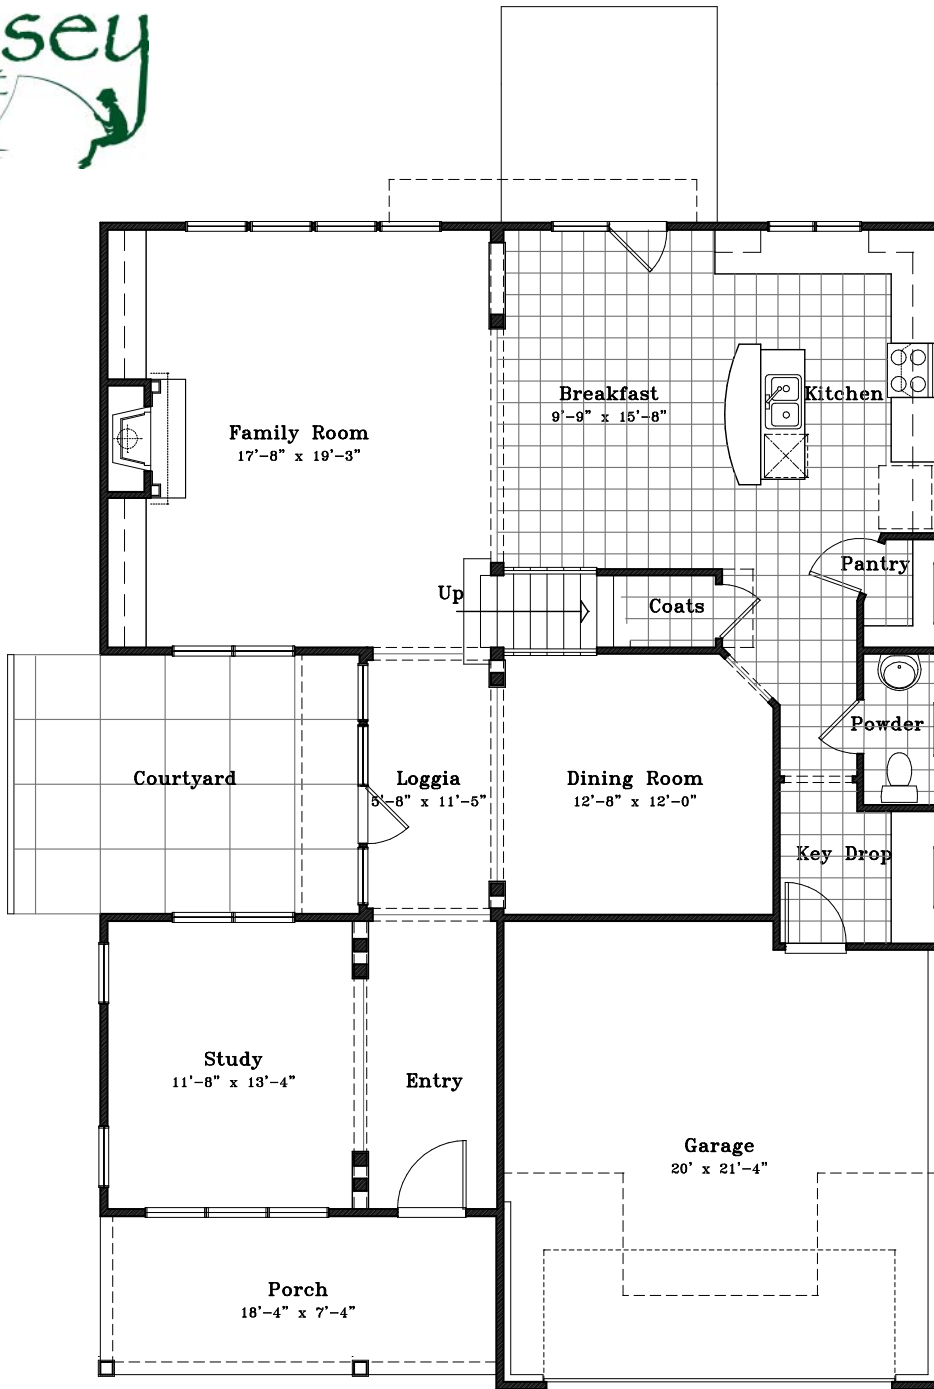 sey
Family Room
17'-8" x 19'-3"
Breakfast
9'-9" x 15'-8"
Kitchen
Pantry
Up
Coats
Powder
Courtyard
Loggia
5'-8" x 11'-5"
Dining Room
12'-8" x 12'-0"
Key Drop
Study
11'-8" x 13'-4"
Entry
Garage
20' x 21'-4"
Porch
18'-4" x 7'-4"